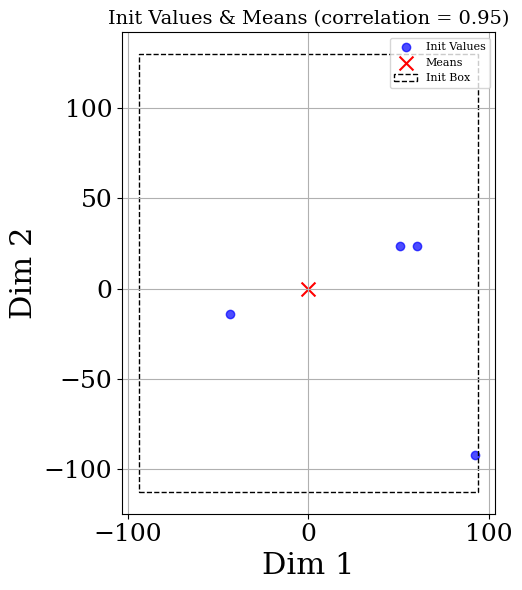 Init Values & Means (correlation = 0.95)
Init Values
Means
Init Box
100
50
0
−50
−100
Dim 2
−100
0
100
Dim 1